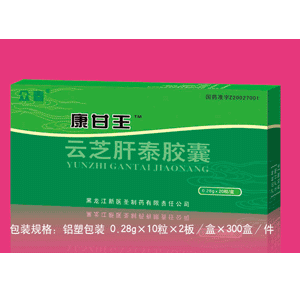 众言
国药准字Z20027001
康甘王™
云芝肝泰胶囊
YUNZHI GANTAI JIAONANG
0.28g×20粒/盒
黑龙江新医圣制药有限责任公司
包装规格：铝塑包装 0.28g×10粒×2板／盒×300盒／件